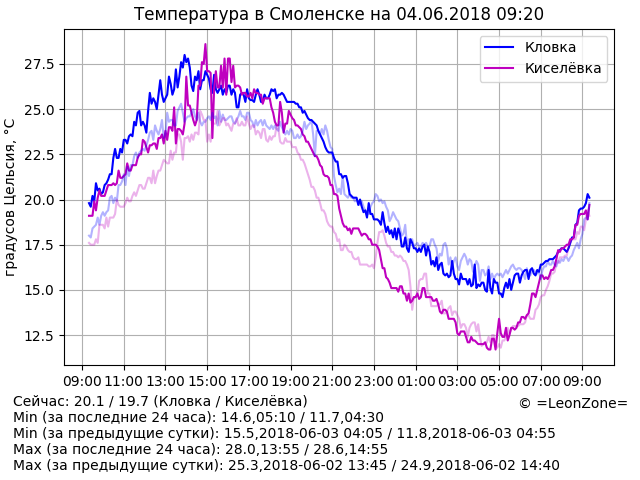 Температура в Смоленске на 04.06.2018 09:20
Кловка
Киселёвка
градусов Цельсия, °C
27.5
25.0
22.5
20.0
17.5
15.0
12.5
09:00 11:00 13:00 15:00 17:00 19:00 21:00 23:00 01:00 03:00 05:00 07:00 09:00
Сейчас: 20.1 / 19.7 (Кловка / Киселёвка)
© =LeonZone=
Min (за последние 24 часа): 14.6,05:10 / 11.7,04:30
Min (за предыдущие сутки): 15.5,2018-06-03 04:05 / 11.8,2018-06-03 04:55
Max (за последние 24 часа): 28.0,13:55 / 28.6,14:55
Max (за предыдущие сутки): 25.3,2018-06-02 13:45 / 24.9,2018-06-02 14:40